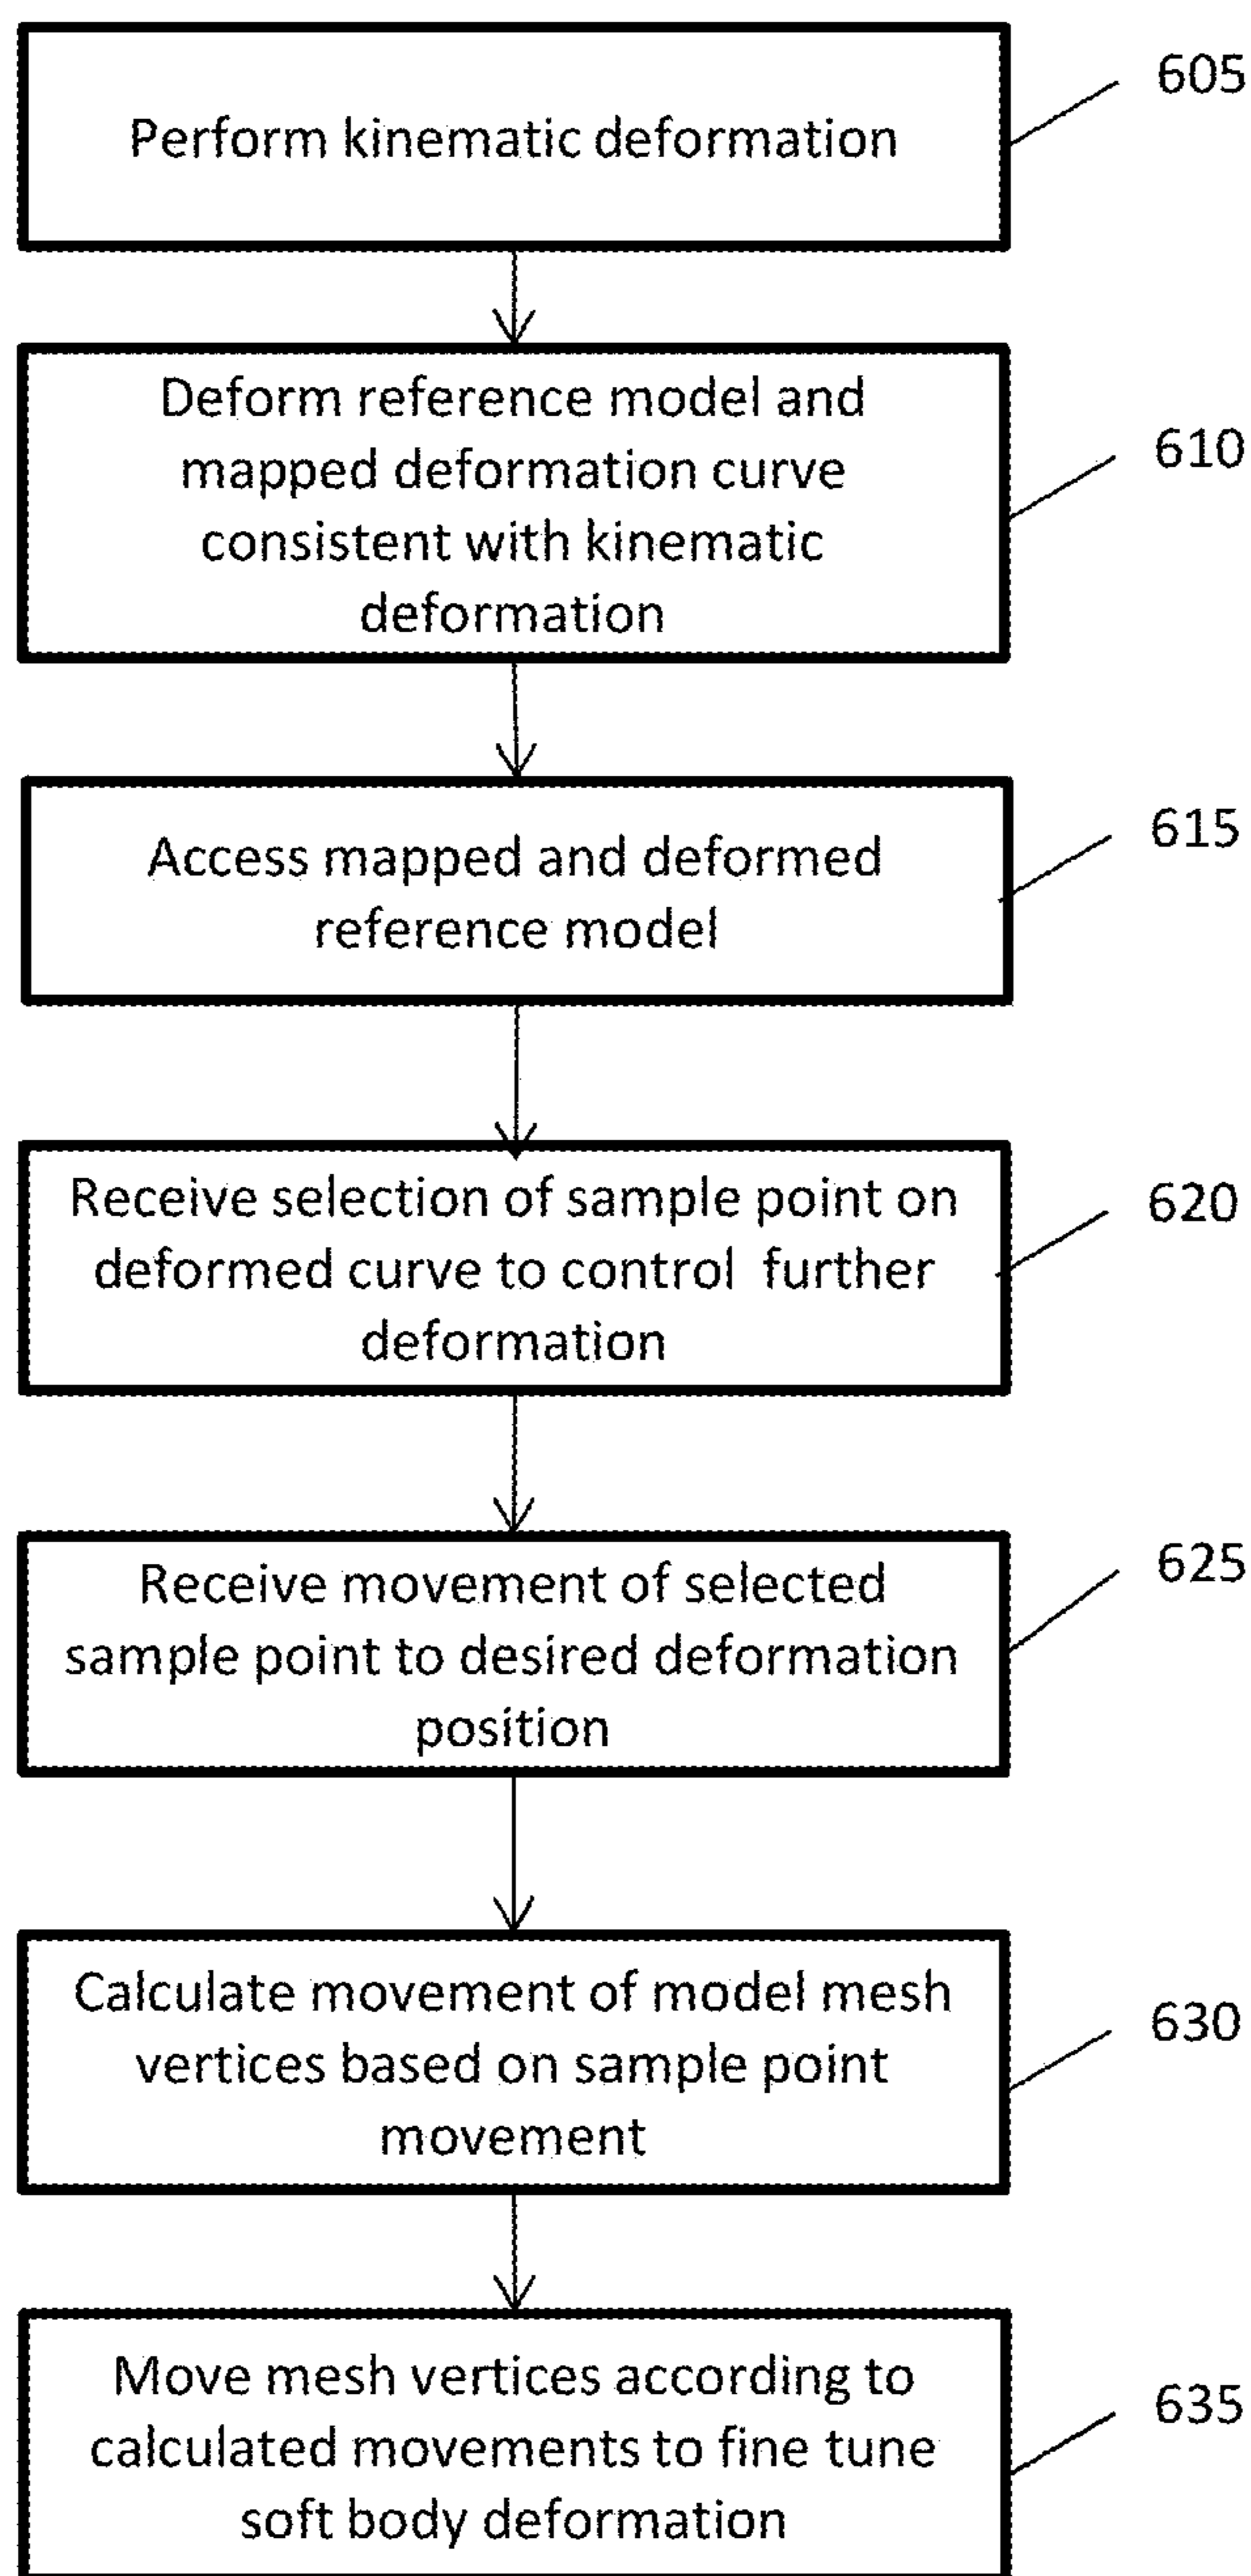 Perform kinematic deformation
605
Deform reference model and
mapped deformation curve
consistent with kinematic
deformation
610
Access mapped and deformed
reference model
615
Receive selection of sample point on
deformed curve to control further
deformation
620
Receive movement of selected
sample point to desired deformation
position
625
Calculate movement of model mesh
vertices based on sample point
movement
630
Move mesh vertices according to
calculated movements to fine tune
soft body deformation
635